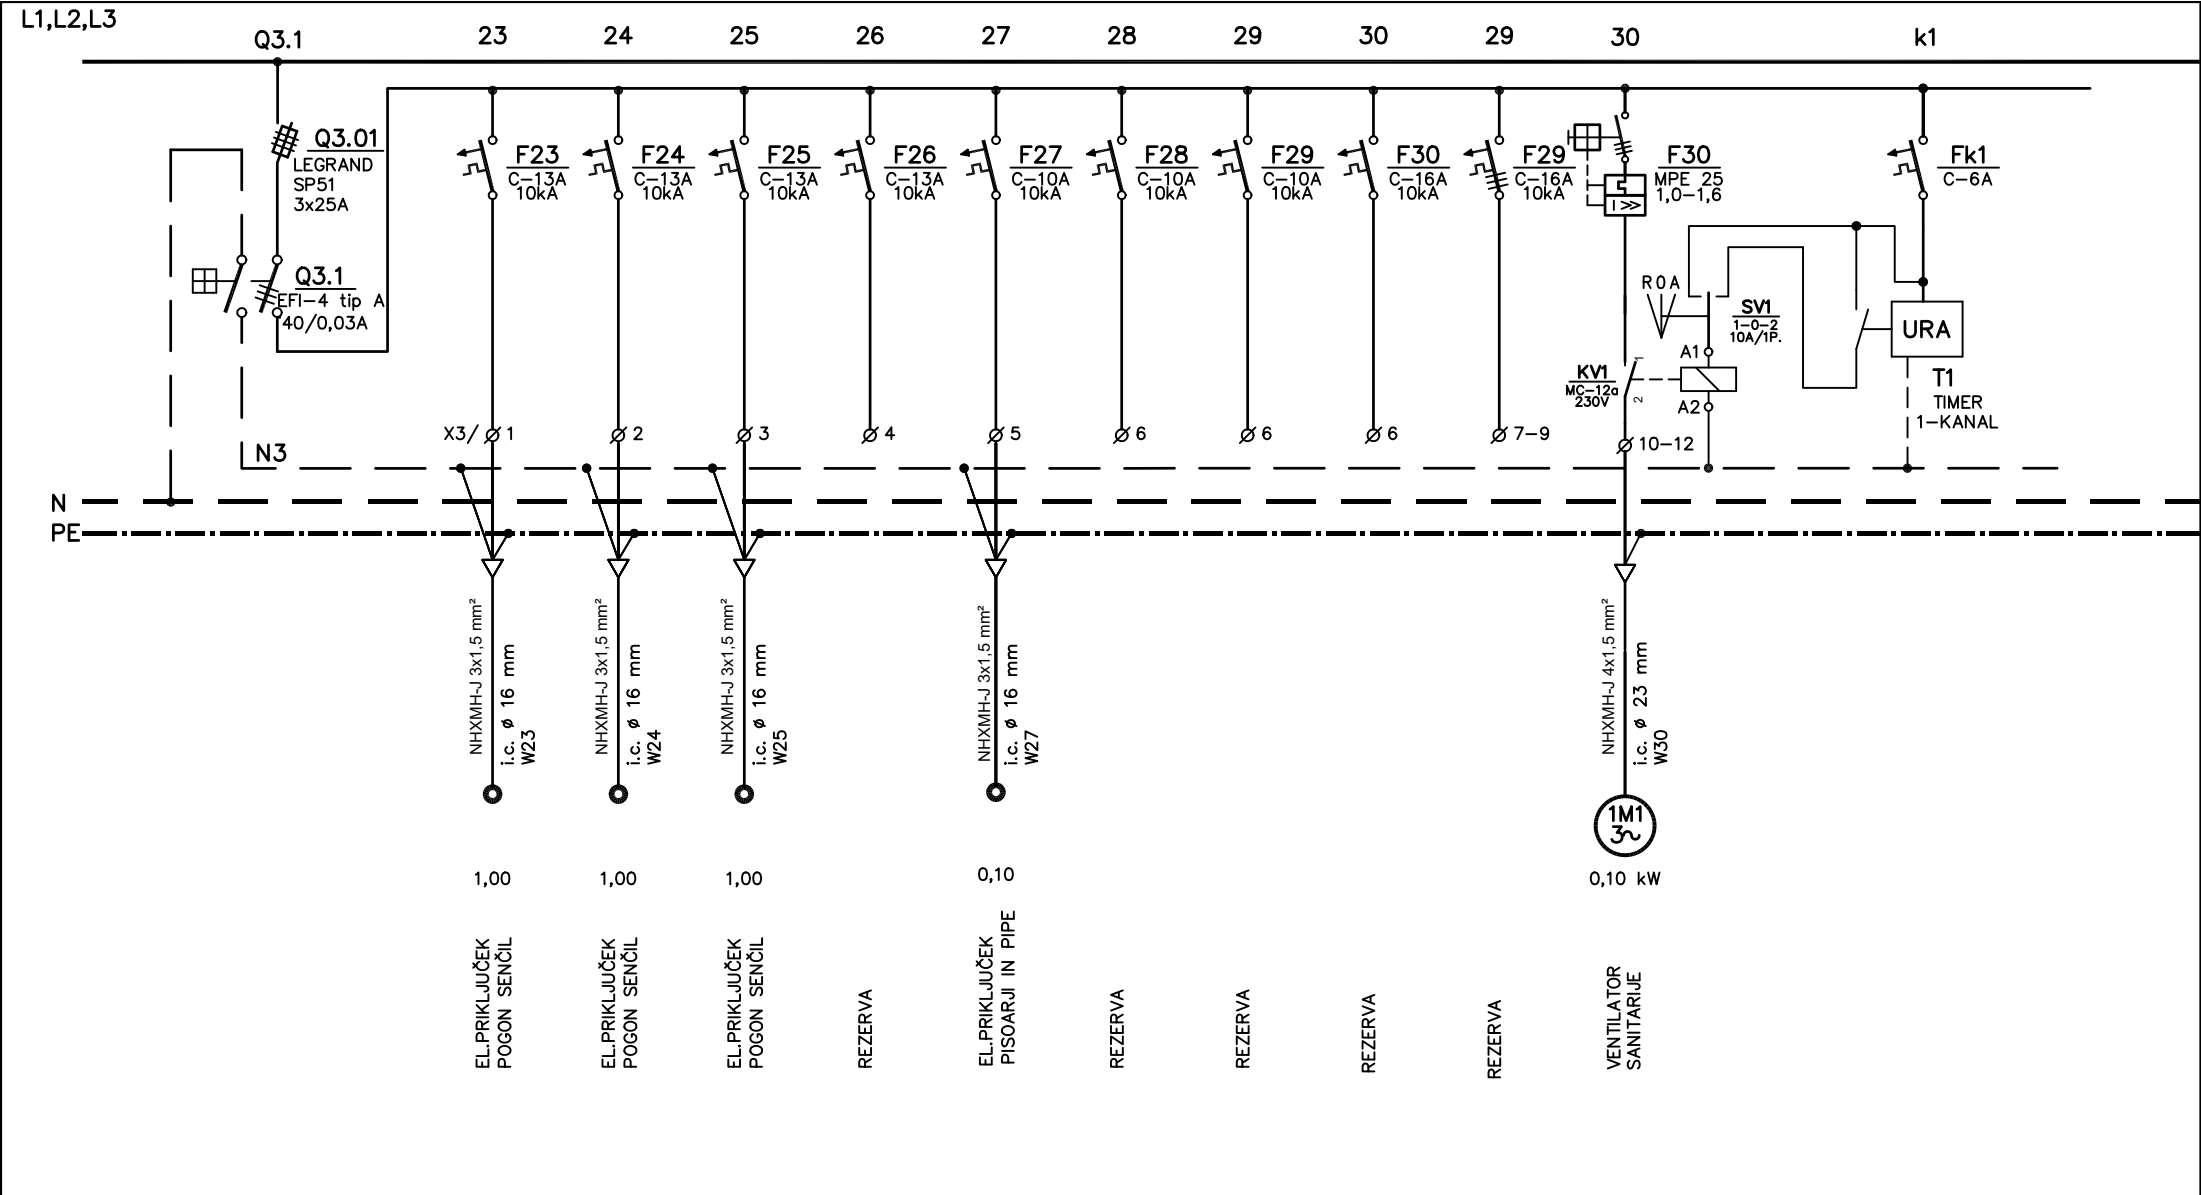 L1,L2,L3
Q3.1
23
24
25
26
27
28
29
30
29
30
k1
Q3.01
LEGRAND
SP51
3x25A
Q3.1
EFI-4 tip A
40/0,03A
F23
C-13A
10kA
F24
C-13A
10kA
F25
C-13A
10kA
F26
C-13A
10kA
F27
C-10A
10kA
F28
C-10A
10kA
F29
C-10A
10kA
F30
C-16A
10kA
F29
C-16A
10kA
F30
MPE 25
1,0-1,6
I >>
Fk1
C-6A
R O A
SV1
1-0-2
10A/1P.
A1
A2
KV1
MC-12a
230V
1
2
URA
T1
TIMER
1-KANAL
X3/ 1
2
3
4
5
6
6
6
7-9
10-12
N3
N
PE
NHXMH-J 3x1,5 mm²
i.c. ø 16 mm
W23
NHXMH-J 3x1,5 mm²
i.c. ø 16 mm
W24
NHXMH-J 3x1,5 mm²
i.c. ø 16 mm
W25
NHXMH-J 3x1,5 mm²
i.c. ø 16 mm
W27
NHXMH-J 4x1,5 mm²
i.c. ø 23 mm
W30
1M1
3~
1,00
1,00
1,00
0,10
0,10 kW
EL.PRIKLJUČEK
POGON SENČIL
EL.PRIKLJUČEK
POGON SENČIL
EL.PRIKLJUČEK
POGON SENČIL
REZERVA
EL.PRIKLJUČEK
PISOARJI IN PIPE
REZERVA
REZERVA
REZERVA
REZERVA
VENTILATOR
SANITARIJE